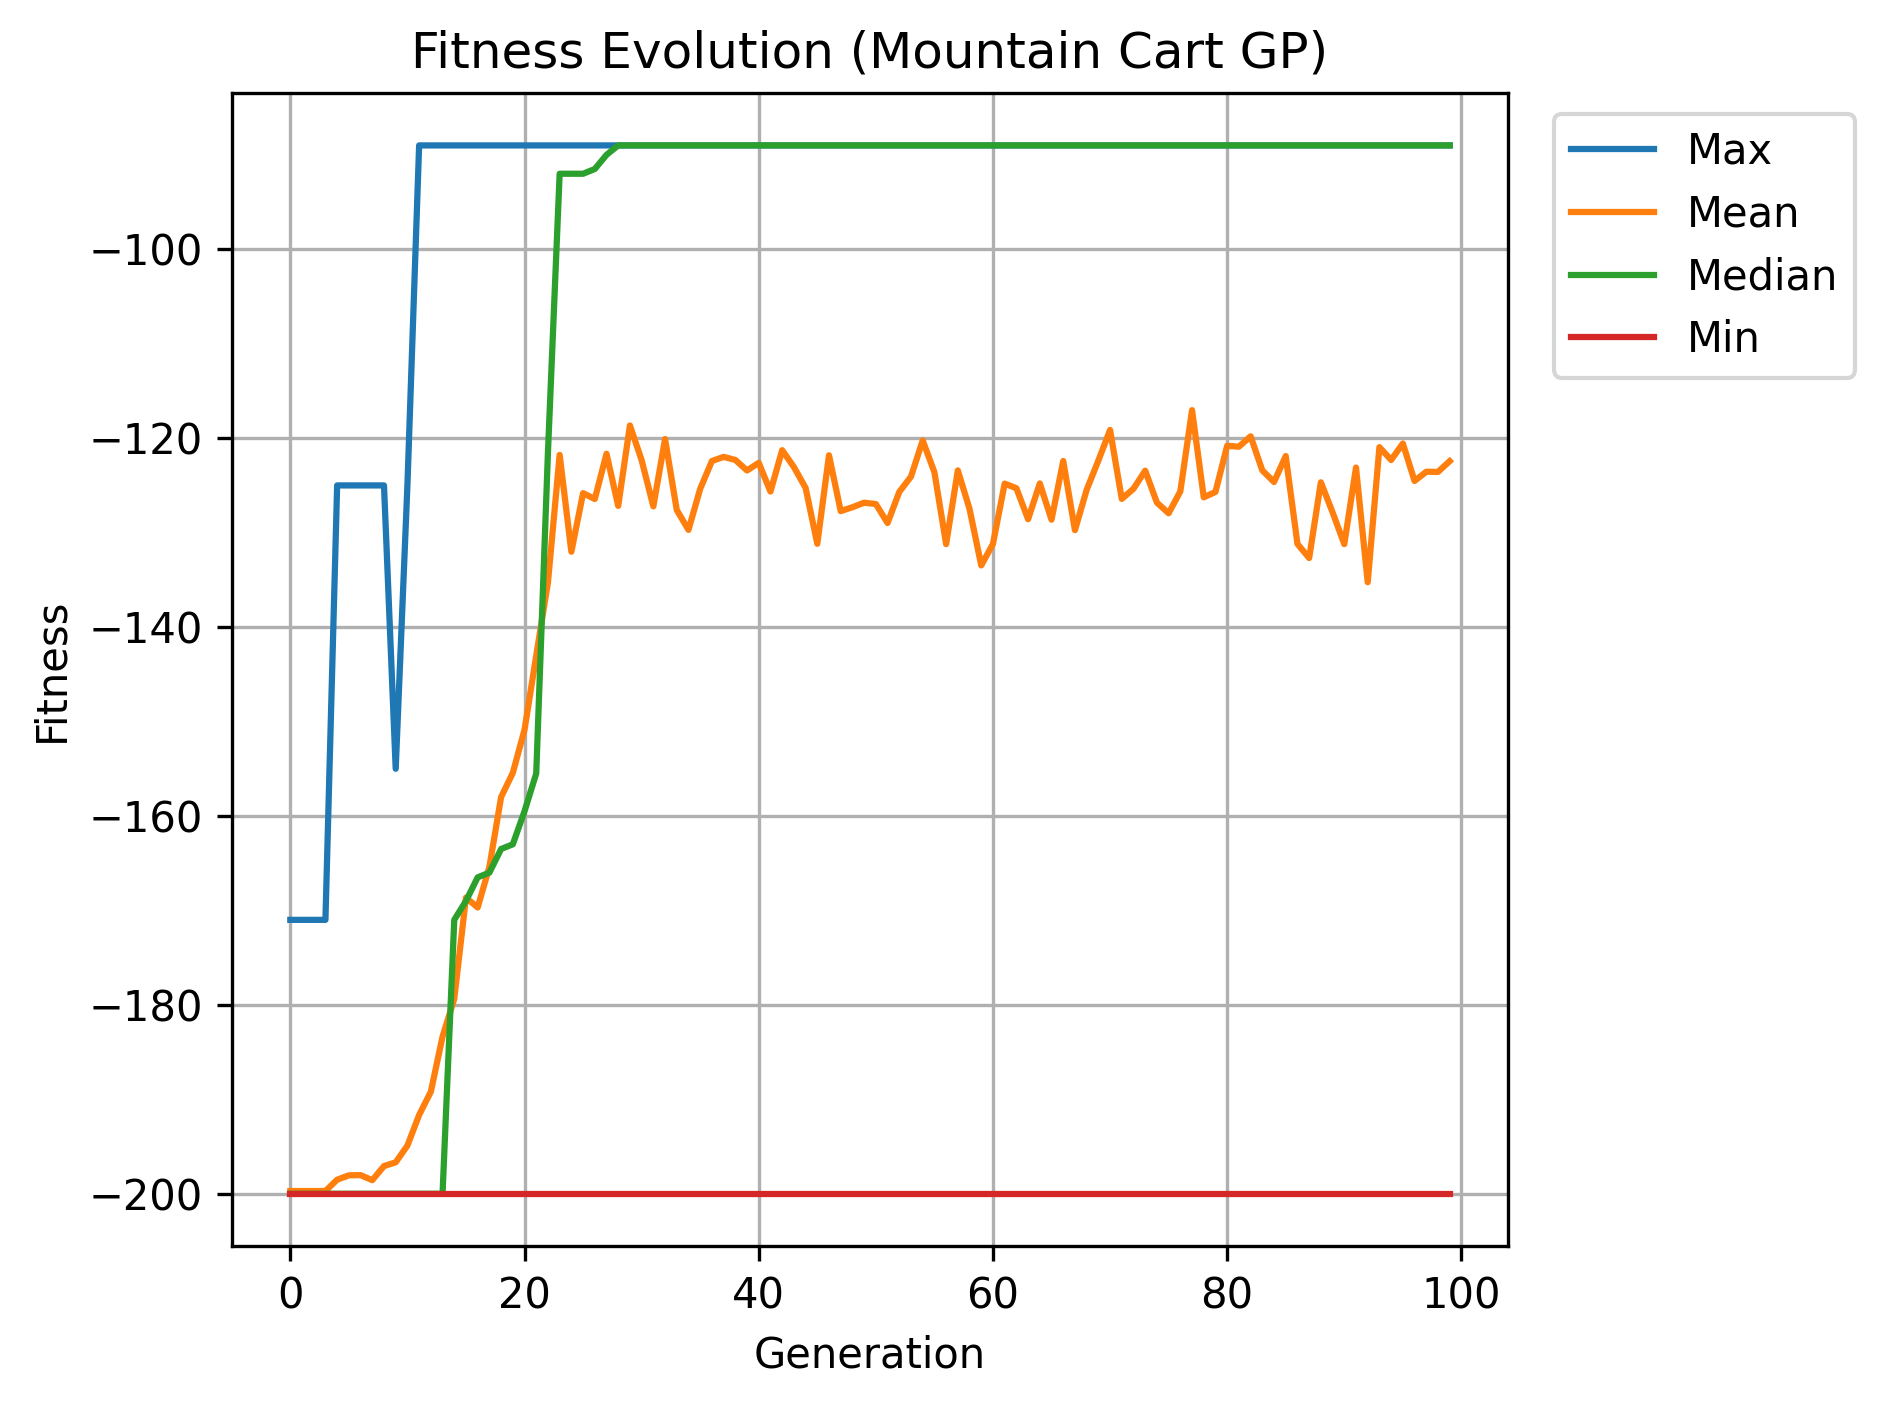 Fitness Evolution (Mountain Cart GP)
Max
Mean
Median
Min
Fitness
−100
−120
−140
−160
−180
−200
0 20 40 60 80 100
Generation